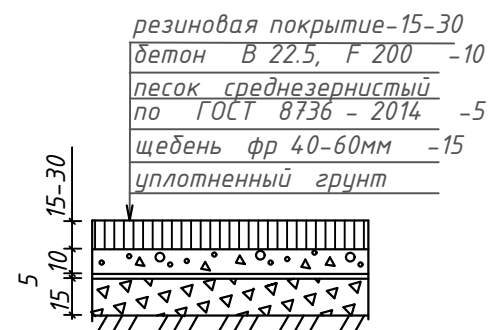 резиновая покрытие-15-30
бетон В 22.5, F 200 -10
песок среднезернистый
по ГОСТ 8736 - 2014 -5
щебень фр 40-60мм -15
уплотненный грунт
15-30
10
5
15